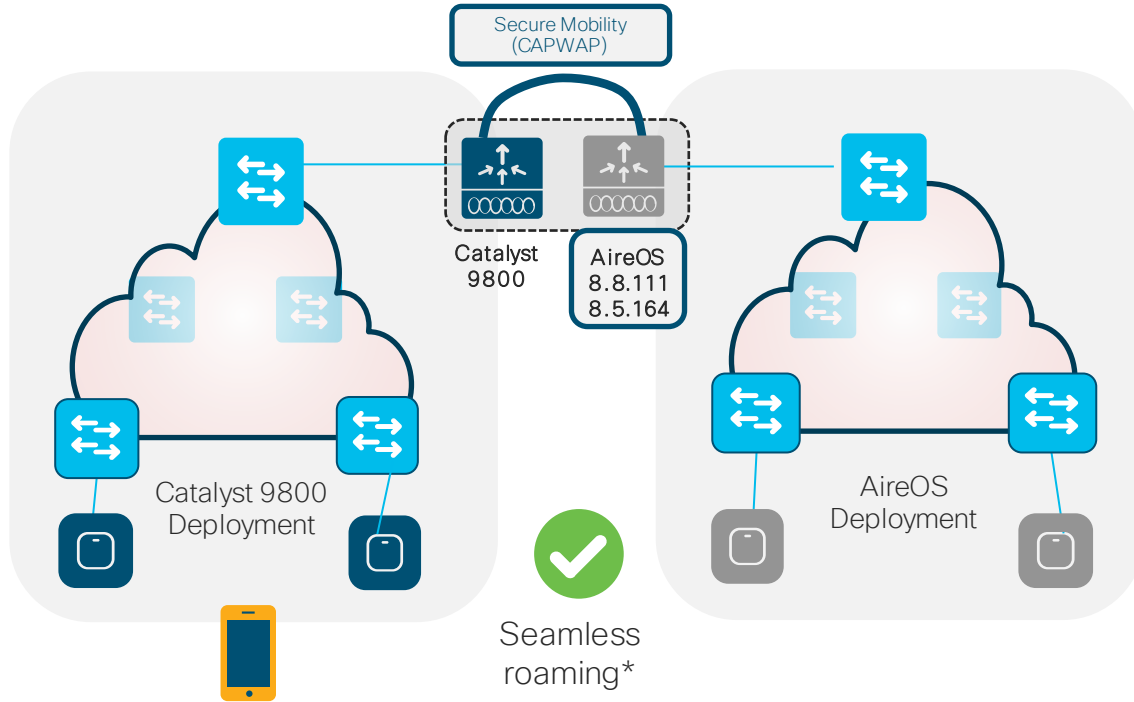 Secure Mobility
(CAPWAP)
Catalyst
9800
AireOS
8.8.111
8.5.164
Catalyst 9800
Deployment
AireOS
Deployment
Seamless
roaming*